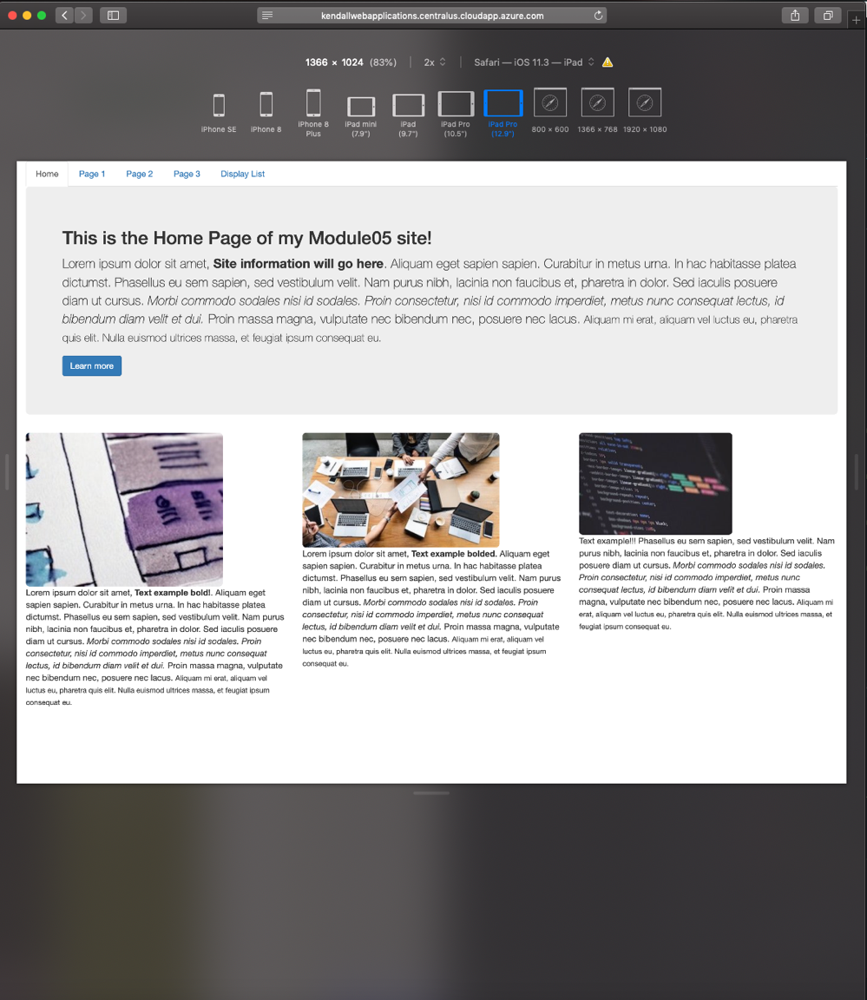 kendallwebapplications.centralus.cloudapp.azure.com
1366 × 1024 (83%) 2x Safari — iOS 11.3 — iPad
iPhone SE
iPhone 8
iPhone 8
Plus
iPad mini
(7.9")
iPad
(9.7")
iPad Pro
(10.5")
iPad Pro
(12.9")
800 × 600
1366 × 768
1920 × 1080
Home Page 1 Page 2 Page 3 Display List
This is the Home Page of my Module05 site!
Lorem ipsum dolor sit amet, Site information will go here. Aliquam eget sapien sapien. Curabitur in metus urna. In hac habitasse platea
dictumst. Phasellus eu sem sapien, sed vestibulum velit. Nam purus nibh, lacinia non faucibus et, pharetra in dolor. Sed iaculis posuere
diam ut cursus. Morbi commodo sodales nisi id sodales. Proin consectetur, nisi id commodo imperdiet, metus nunc consequat lectus, id
bibendum diam velit et dui. Proin massa magna, vulputate nec bibendum nec, posuere nec lacus. Aliquam mi erat, aliquam vel luctus eu, pharetra
quis elit. Nulla euismod ultrices massa, et feugiat ipsum consequat eu.
Learn more
Lorem ipsum dolor sit amet, Text example bold!. Aliquam eget
sapien sapien. Curabitur in metus urna. In hac habitasse platea
dictumst. Phasellus eu sem sapien, sed vestibulum velit. Nam purus
nibh, lacinia non faucibus et, pharetra in dolor. Sed iaculis posuere
diam ut cursus. Morbi commodo sodales nisi id sodales. Proin
consectetur, nisi id commodo imperdiet, metus nunc consequat
lectus, id bibendum diam velit et dui. Proin massa magna, vulputate
nec bibendum nec, posuere nec lacus. Aliquam mi erat, aliquam vel
luctus eu, pharetra quis elit. Nulla euismod ultrices massa, et feugiat ipsum
consequat eu.
Lorem ipsum dolor sit amet, Text example bolded. Aliquam eget
sapien sapien. Curabitur in metus urna. In hac habitasse platea
dictumst. Phasellus eu sem sapien, sed vestibulum velit. Nam purus
nibh, lacinia non faucibus et, pharetra in dolor. Sed iaculis posuere
diam ut cursus. Morbi commodo sodales nisi id sodales. Proin
consectetur, nisi id commodo imperdiet, metus nunc consequat
lectus, id bibendum diam velit et dui. Proin massa magna, vulputate
nec bibendum nec, posuere nec lacus. Aliquam mi erat, aliquam vel
luctus eu, pharetra quis elit. Nulla euismod ultrices massa, et feugiat ipsum
consequat eu.
Text example!!! Phasellus eu sem sapien, sed vestibulum velit. Nam
purus nibh, lacinia non faucibus et, pharetra in dolor. Sed iaculis
posuere diam ut cursus. Morbi commodo sodales nisi id sodales.
Proin consectetur, nisi id commodo imperdiet, metus nunc
consequat lectus, id bibendum diam velit et dui. Proin massa
magna, vulputate nec bibendum nec, posuere nec lacus. Aliquam mi
erat, aliquam vel luctus eu, pharetra quis elit. Nulla euismod ultrices massa, et
feugiat ipsum consequat eu.